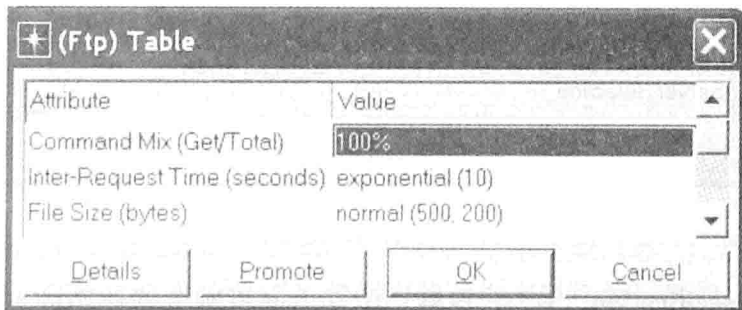 (Ftp) Table
Attribute Value
Command Mix (Get/Total) 100%
Inter-Request Time (seconds) exponential (10)
File Size (bytes) normal (500, 200)
Details Promote OK Cancel